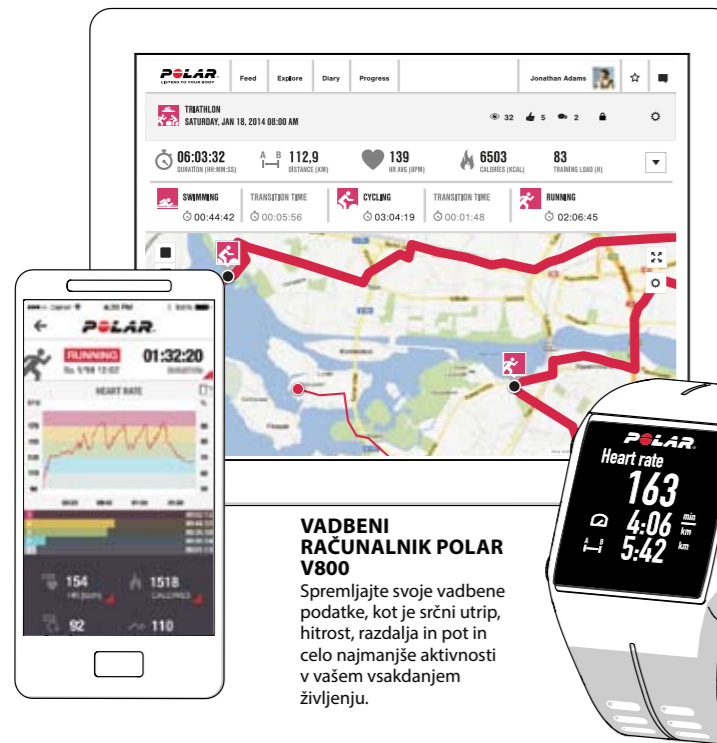 POLAR.
LISTENS TO YOUR BODY
Feed Explore Diary Progress Jonathan Adams
TRIATHLON
SATURDAY, JAN 18, 2014 08:00 AM
32 5 2
06:03:32 A B 112,9 139 6503 83
DURATION (HH:MM:SS) DISTANCE (KM) HR AVG (BPM) CALORIES (KCAL) TRAINING LOAD (H)
SWIMMING TRANSITION TIME CYCLING TRANSITION TIME RUNNING
00:44:42 00:05:56 03:04:19 00:01:48 02:06:45
4:20 PM
POLAR.
RUNNING 01:32:20
DURATION
HEART RATE
154 1518
CALORIES
92 110
POLAR.
Heart rate
163
4:06 min
km
A B 5:42 km
VADBENI
RAČUNALNIK POLAR
V800
Spremljajte svoje vadbene
podatke, kot je srčni utrip,
hitrost, razdalja in pot in
celo najmanjše aktivnosti
v vašem vsakdanjem
življenju.